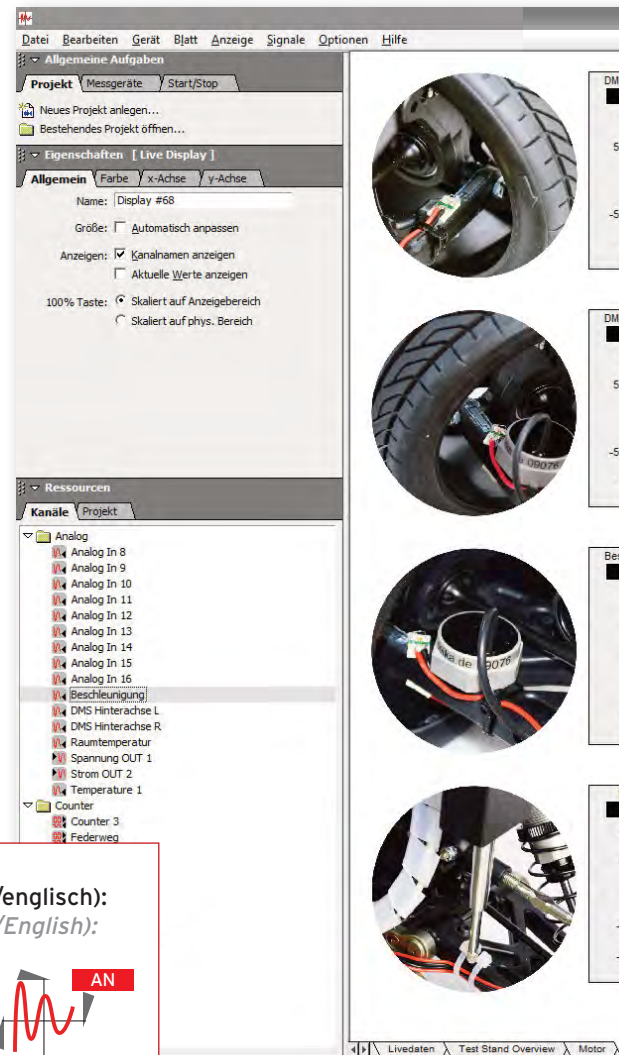 Datei Bearbeiten Gerät Blatt Anzeige Signale Optionen Hilfe
Allgemeine Aufgaben
Projekt Messgeräte Start/Stop
Neues Projekt anlegen...
Bestehendes Projekt öffnen...
Eigenschaften [ Live Display ]
Allgemein Farbe x-Achse y-Achse
Name: Display #68
Größe: Automatisch anpassen
Anzeigen: Kanalnamen anzeigen
Aktuelle Werte anzeigen
100% Taste: Skaliert auf Anzeigebereich
Skaliert auf phys. Bereich
Ressourcen
Kanäle Projekt
Analog
Analog In 8
Analog In 9
Analog In 10
Analog In 11
Analog In 12
Analog In 13
Analog In 14
Analog In 15
Analog In 16
Beschleunigung
DMS Hinterachse L
DMS Hinterachse R
Raumtemperatur
Spannung OUT 1
Strom OUT 2
Temperature 1
Counter
Counter 3
Federweg
/englisch):
/English):
AN
DM
5
-5
DM
09076
5
-5
Bes
de 09076
Livedaten Test Stand Overview Motor